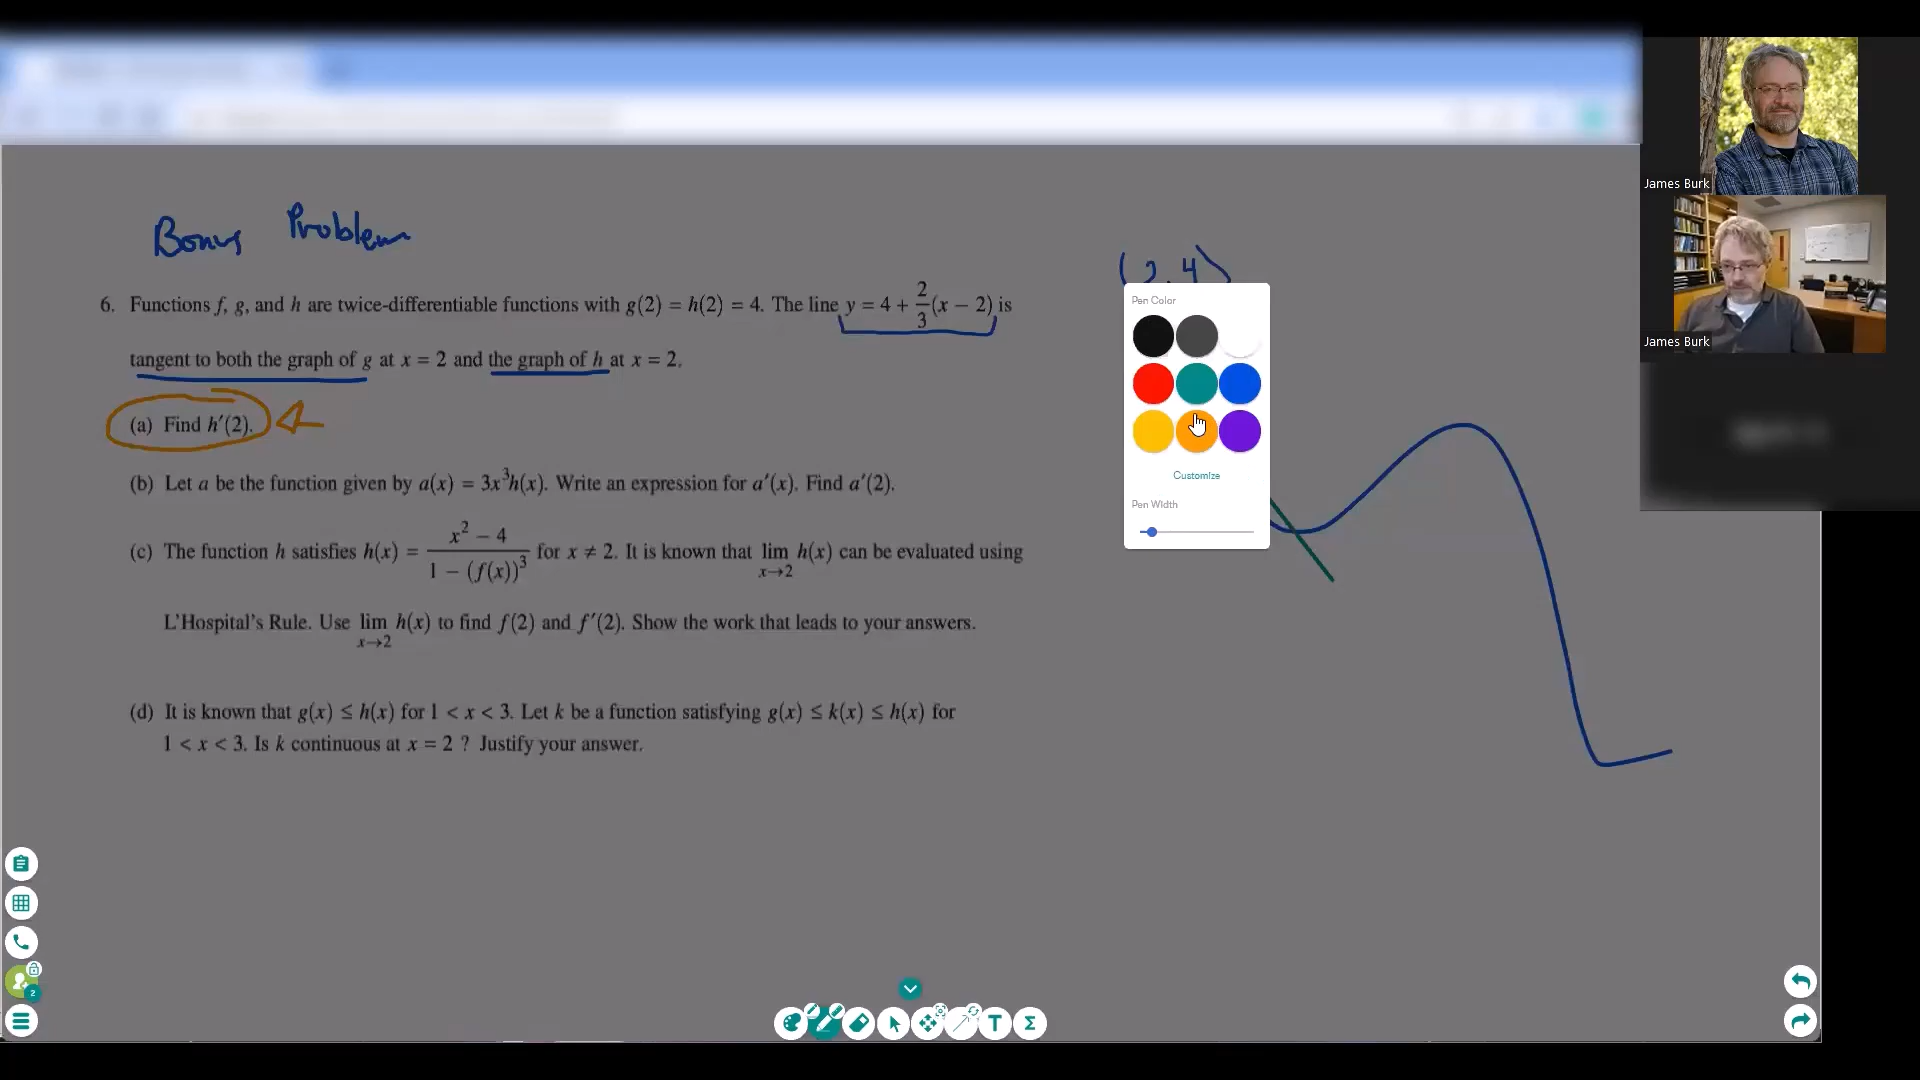 Bonus Problem
(2, 4)
6. Functions f, g, and h are twice-differentiable functions with g(2) = h(2) = 4. The line y = 4 + 2/3 (x − 2) is
tangent to both the graph of g at x = 2 and the graph of h at x = 2.
(a) Find h′(2).
(b) Let a be the function given by a(x) = 3x³h(x). Write an expression for a′(x). Find a′(2).
(c) The function h satisfies h(x) = (x² − 4)/(1 − (f(x))³) for x ≠ 2. It is known that lim x→2 h(x) can be evaluated using
L’Hospital’s Rule. Use lim x→2 h(x) to find f(2) and f′(2). Show the work that leads to your answers.
(d) It is known that g(x) ≤ h(x) for 1 < x < 3. Let k be a function satisfying g(x) ≤ k(x) ≤ h(x) for
1 < x < 3. Is k continuous at x = 2 ? Justify your answer.
Pen Color
Customize
Pen Width
James Burk
James Burk
2
T
Σ